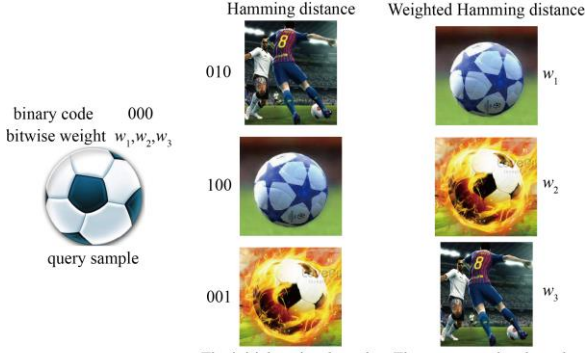 Hamming distance
Weighted Hamming distance
010
w1
binary code 000
bitwise weight w1,w2,w3
100
w2
query sample
8
001
8
w3